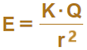 E = K·Q / r²